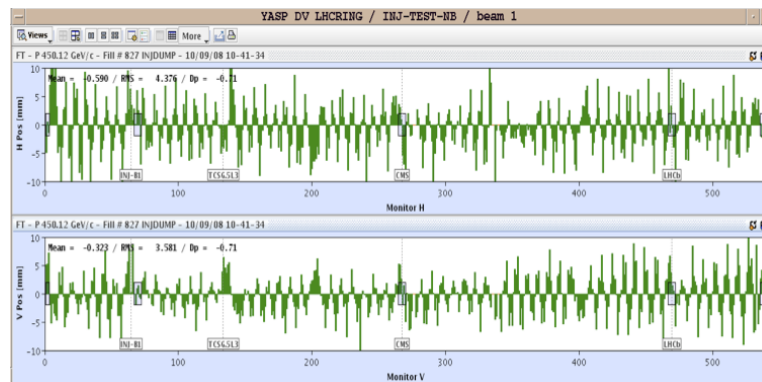 YASP DV LHCRING / INJ-TEST-NB / beam 1
Views More
FT - P 450.12 GeV/c - Fill # 827 INJDUMP - 10/09/08 10-41-34
Mean = -0.590 / RMS = 4.376 / Dp = -0.71
H Pos [mm]
10
5
0
-5
-10
INJ-B1 TCSG.5L3 CMS LHCb
0 100 200 300 400 500
Monitor H
FT - P 450.12 GeV/c - Fill # 827 INJDUMP - 10/09/08 10-41-34
Mean = -0.323 / RMS = 3.581 / Dp = -0.71
V Pos [mm]
10
5
0
-5
-10
INJ-B1 TCSG.5L3 CMS LHCb
0 100 200 300 400 500
Monitor V